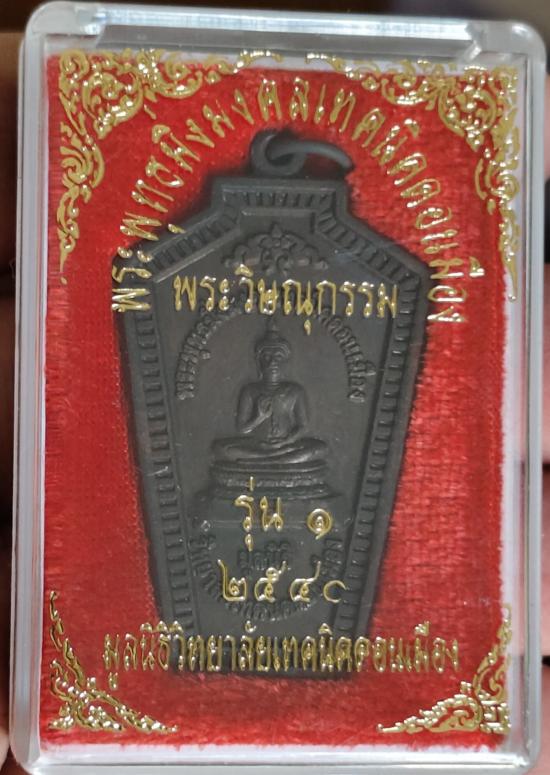 พระพุทธมิ่งมงคลเทคนิคดอนเมือง
พระวิษณุกรรม
รุ่น ๑
๒๕๔๐
มูลนิธิวิทยาลัยเทคนิคดอนเมือง